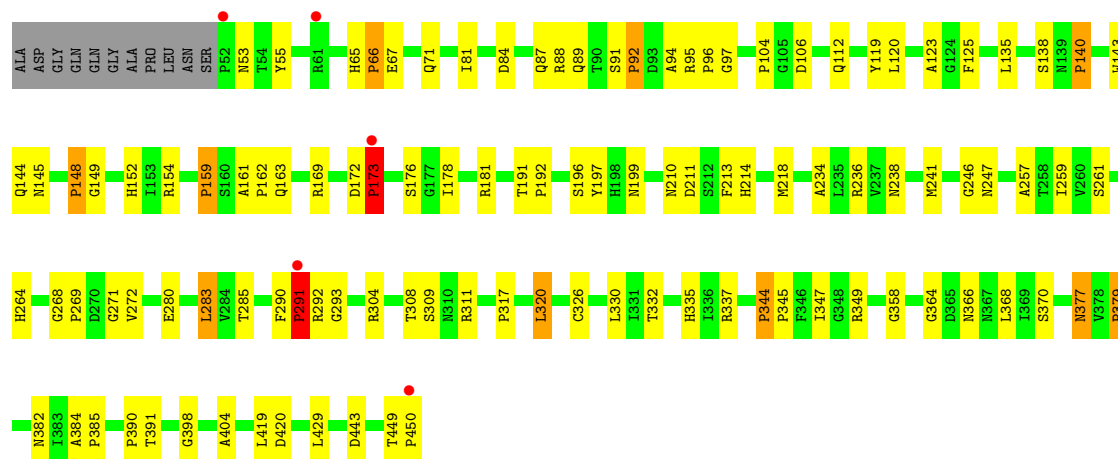 ALA ASP GLY GLN GLN GLY ALA PRO LEU ASN SER P52 N53 T54 Y55 R61 H65 P66 E67 Q71 I81 D84 Q87 R88 Q89 T90 S91 P92 D93 A94 R95 P96 G97 P104 G105 D106 Q112 Y119 L120 A123 G124 F125 L135 S138 N139 P140 W143
Q144 N145 P148 G149 H152 I153 R154 P159 S160 A161 P162 Q163 R169 D172 P173 S176 G177 I178 R181 T191 P192 S196 Y197 H198 N199 N210 D211 S212 F213 H214 M218 A234 L235 R236 V237 N238 M241 G246 N247 A257 T258 I259 V260 S261
H264 G268 P269 D270 G271 V272 E280 L283 V284 T285 F290 P291 R292 G293 R304 T308 S309 N310 R311 P317 L320 C326 L330 I331 T332 H335 I336 R337 P344 P345 F346 I347 G348 R349 G358 G364 D365 N366 N367 L368 I369 S370 N377 V378 P379
N382 I383 A384 P385 P390 T391 G398 A404 L419 D420 L429 D443 T449 P450